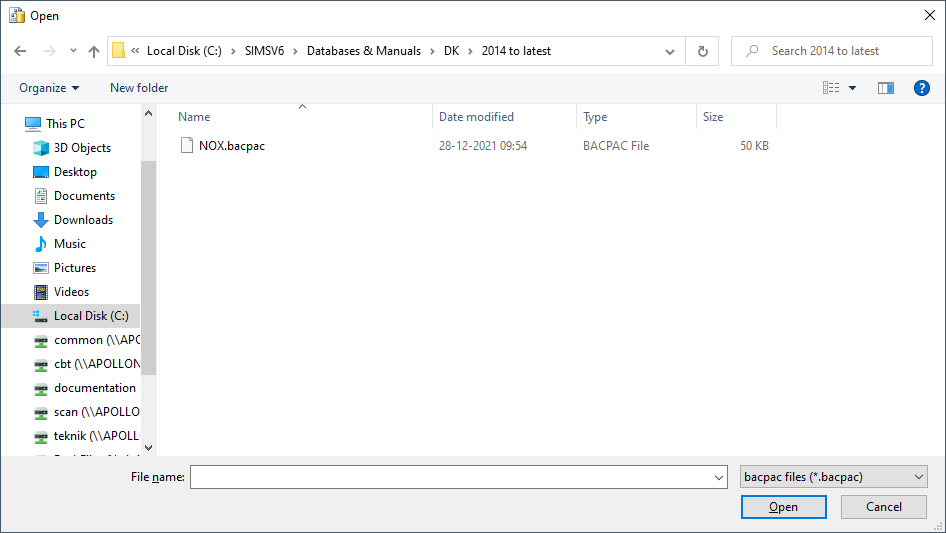 Open
« Local Disk (C:) > SIMSV6 > Databases & Manuals > DK > 2014 to latest
Search 2014 to latest
Organize
New folder
Name
Date modified
Type
Size
NOX.bacpac
28-12-2021 09:54
BACPAC File
50 KB
This PC
3D Objects
Desktop
Documents
Downloads
Music
Pictures
Videos
Local Disk (C:)
common (\\APO
cbt (\\APOLLON
documentation
scan (\\APOLLO
teknik (\\APOLL
File name:
bacpac files (*.bacpac)
Open
Cancel